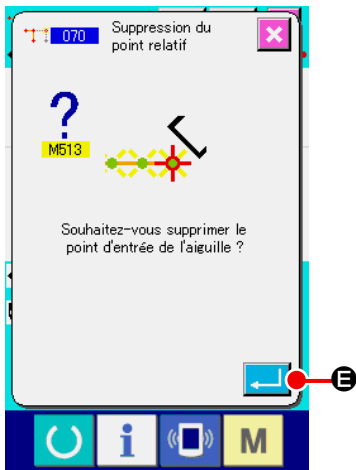 070
Suppression du
point relatif
?
M513
Souhaitez-vous supprimer le
point d'entrée de l'aiguille ?
E
i
M